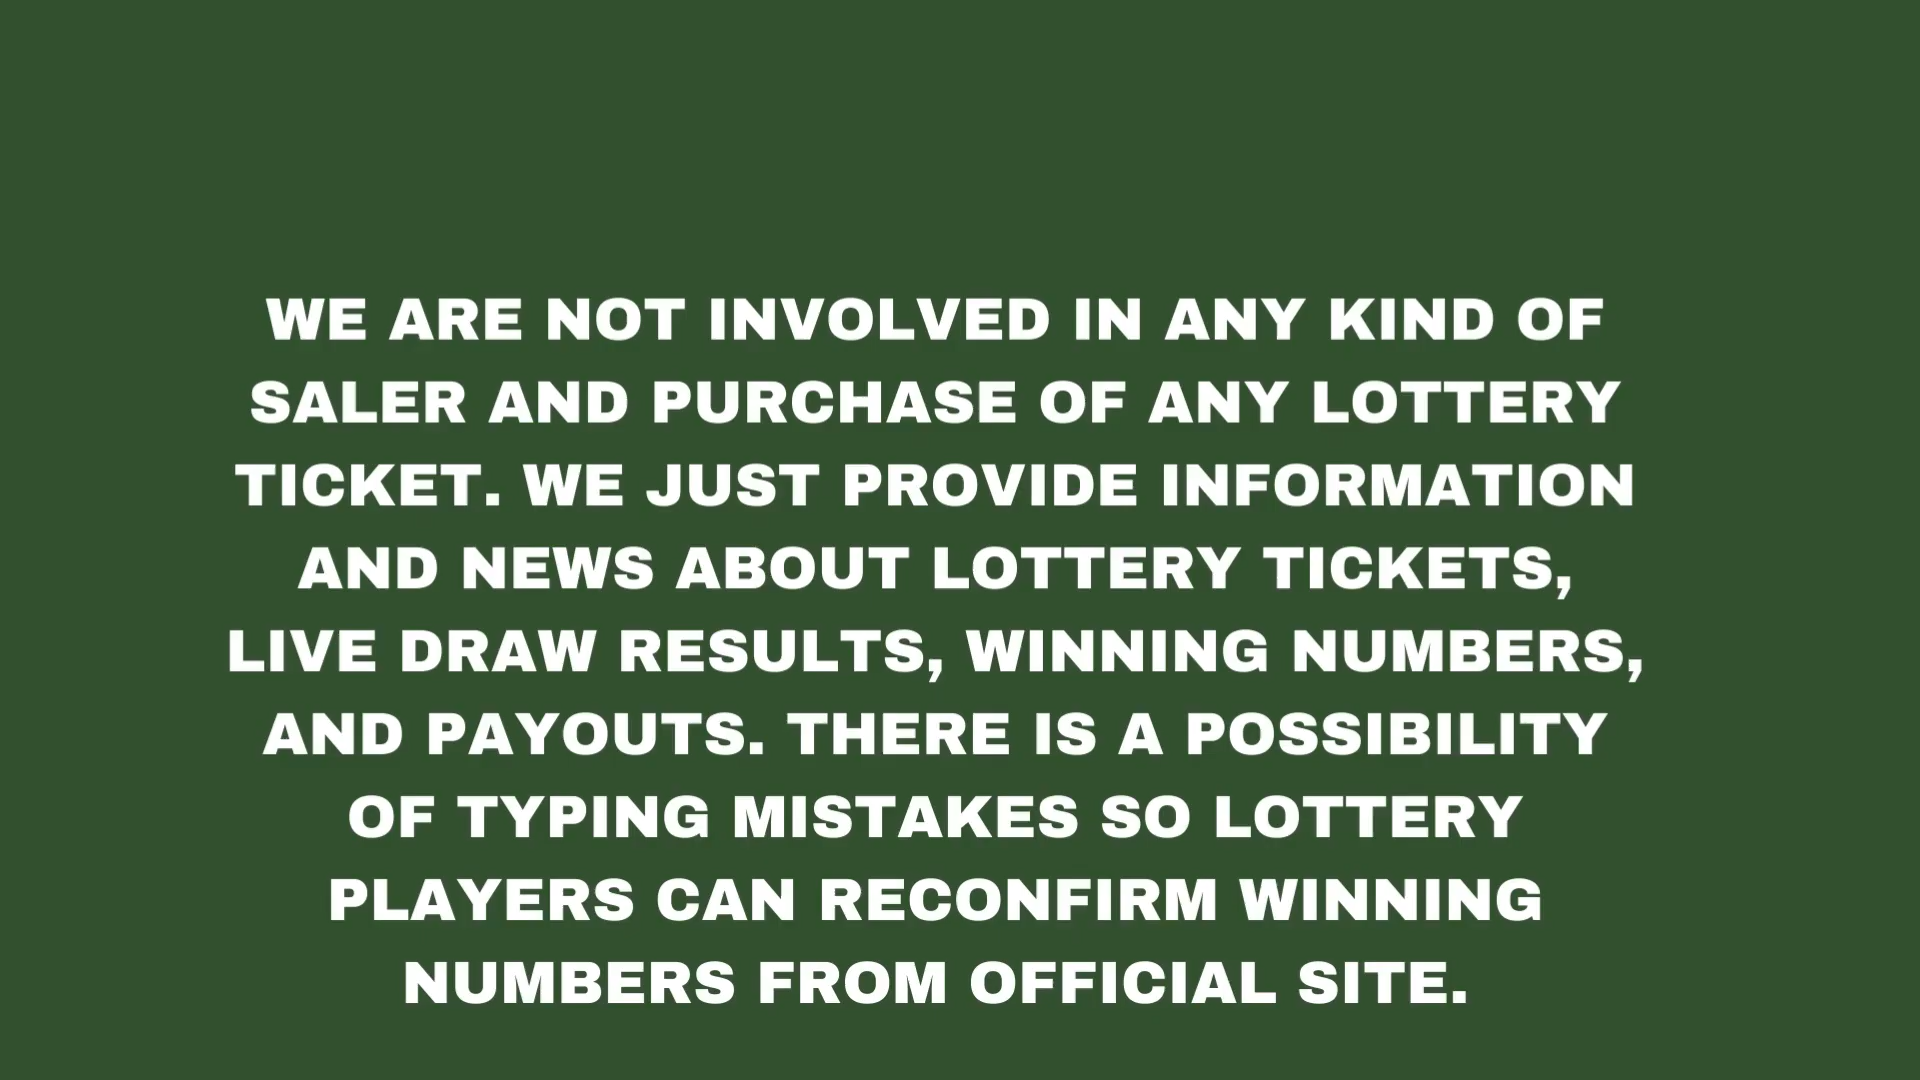 WE ARE NOT INVOLVED IN ANY KIND OF
SALER AND PURCHASE OF ANY LOTTERY
TICKET. WE JUST PROVIDE INFORMATION
AND NEWS ABOUT LOTTERY TICKETS,
LIVE DRAW RESULTS, WINNING NUMBERS,
AND PAYOUTS. THERE IS A POSSIBILITY
OF TYPING MISTAKES SO LOTTERY
PLAYERS CAN RECONFIRM WINNING
NUMBERS FROM OFFICIAL SITE.